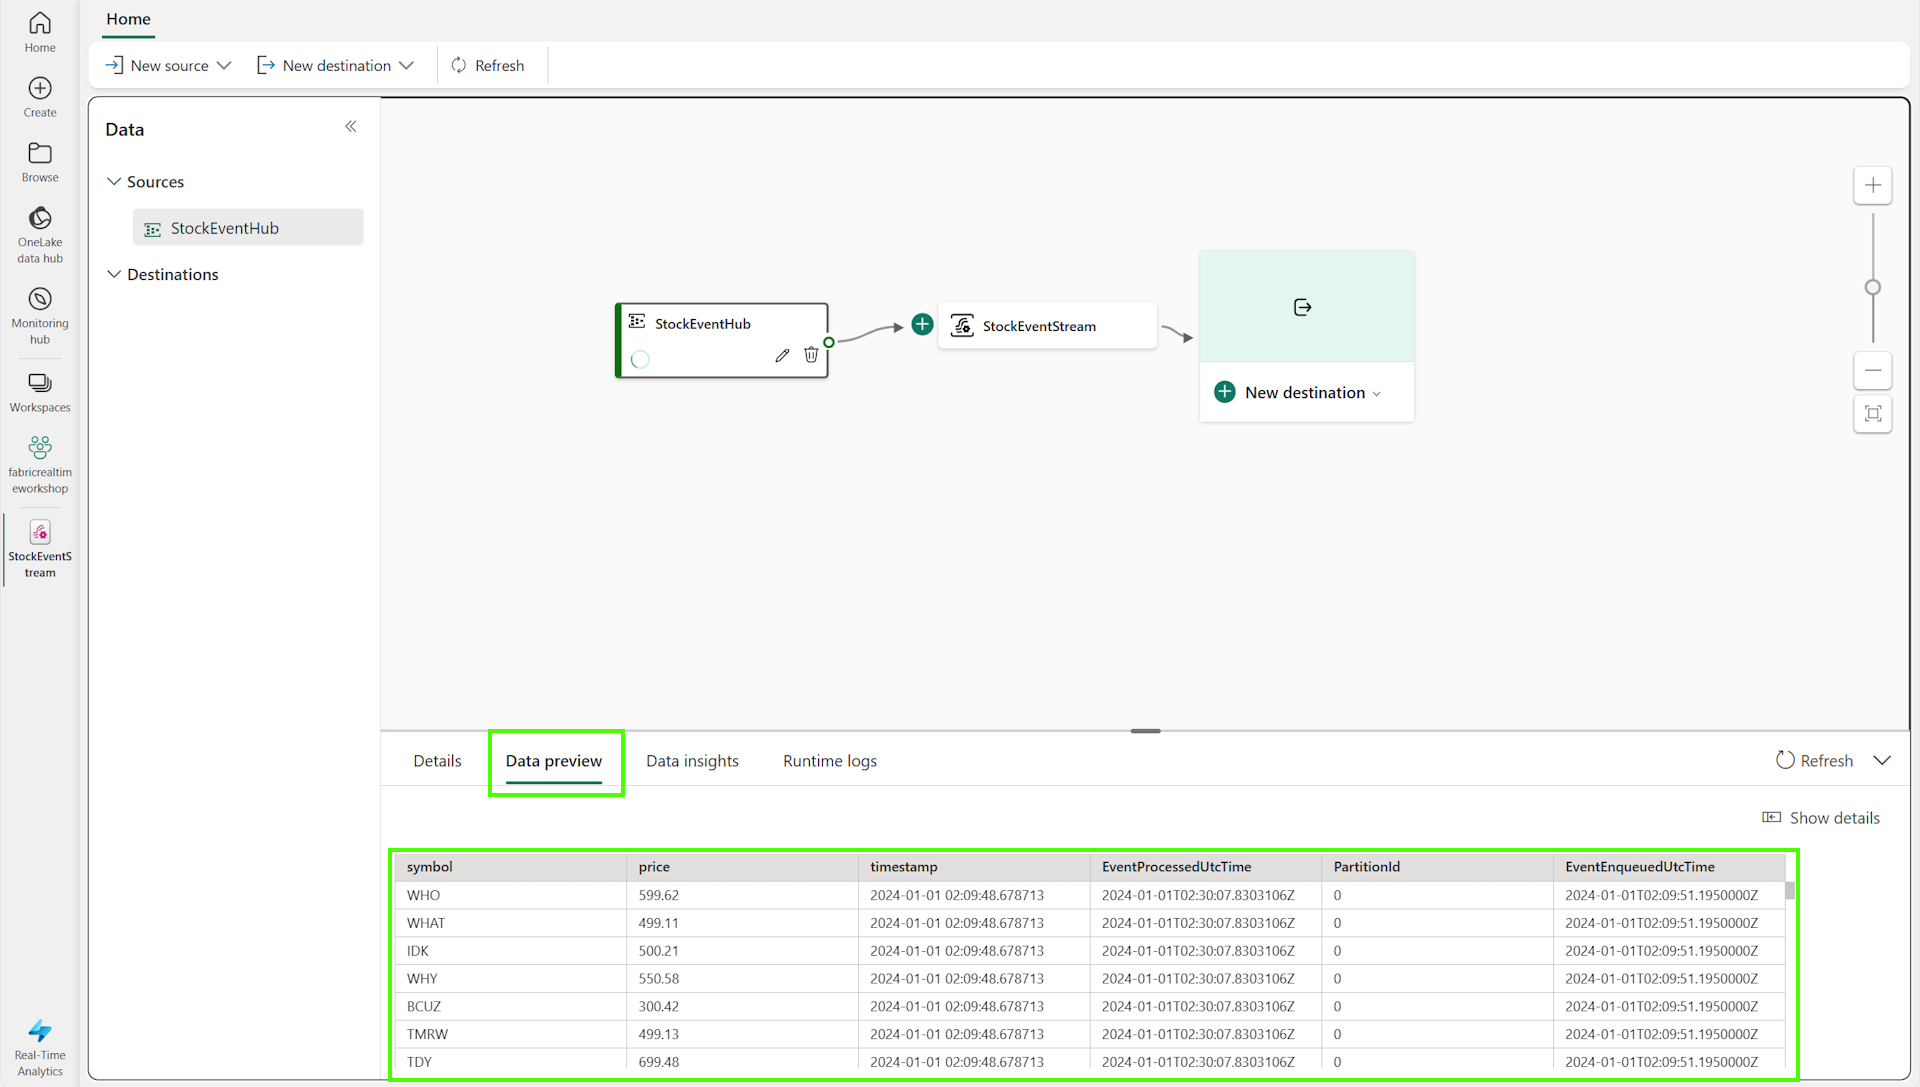 Home
New source
New destination
Refresh
Home
Create
Browse
OneLake
data hub
Monitoring
hub
Workspaces
fabricrealtim
eworkshop
StockEventS
tream
Real-Time
Analytics
Data
Sources
StockEventHub
Destinations
StockEventHub
StockEventStream
New destination
Details
Data preview
Data insights
Runtime logs
Refresh
Show details
symbol price timestamp EventProcessedUtcTime PartitionId EventEnqueuedUtcTime
WHO 599.62 2024-01-01 02:09:48.678713 2024-01-01T02:30:07.8303106Z 0 2024-01-01T02:09:51.1950000Z
WHAT 499.11 2024-01-01 02:09:48.678713 2024-01-01T02:30:07.8303106Z 0 2024-01-01T02:09:51.1950000Z
IDK 500.21 2024-01-01 02:09:48.678713 2024-01-01T02:30:07.8303106Z 0 2024-01-01T02:09:51.1950000Z
WHY 550.58 2024-01-01 02:09:48.678713 2024-01-01T02:30:07.8303106Z 0 2024-01-01T02:09:51.1950000Z
BCUZ 300.42 2024-01-01 02:09:48.678713 2024-01-01T02:30:07.8303106Z 0 2024-01-01T02:09:51.1950000Z
TMRW 499.13 2024-01-01 02:09:48.678713 2024-01-01T02:30:07.8303106Z 0 2024-01-01T02:09:51.1950000Z
TDY 699.48 2024-01-01 02:09:48.678713 2024-01-01T02:30:07.8303106Z 0 2024-01-01T02:09:51.1950000Z